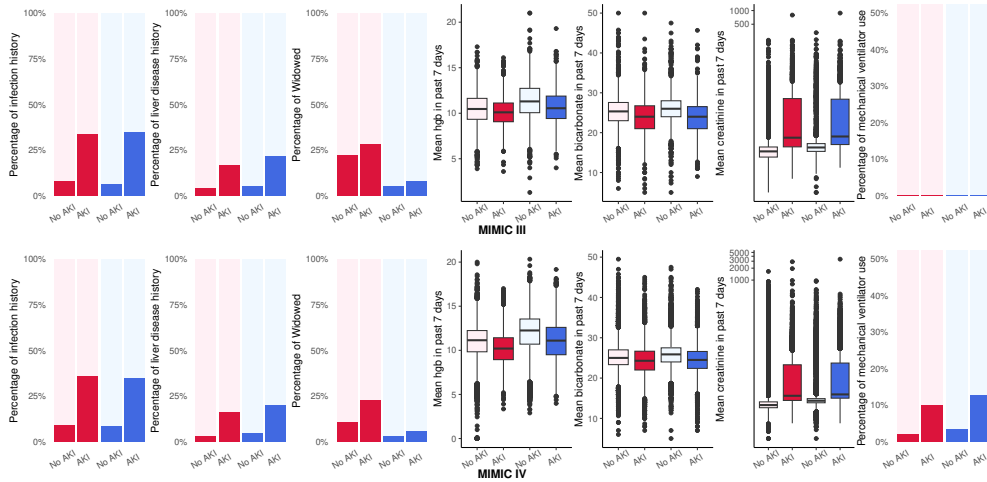 Percentage of infection history
100%
75%
50%
25%
0%
No AKI
AKI
No AKI
AKI
Percentage of liver disease history
100%
75%
50%
25%
0%
No AKI
AKI
No AKI
AKI
Percentage of Widowed
100%
75%
50%
25%
0%
No AKI
AKI
No AKI
AKI
Mean hgb in past 7 days
20
15
10
5
No AKI
AKI
No AKI
AKI
Mean bicarbonate in past 7 days
50
40
30
20
10
No AKI
AKI
No AKI
AKI
Mean creatinine in past 7 days
1000
500
No AKI
AKI
No AKI
AKI
Percentage of mechanical ventilator use
50%
40%
30%
20%
10%
0%
No AKI
AKI
No AKI
AKI
MIMIC III
Percentage of infection history
100%
75%
50%
25%
0%
No AKI
AKI
No AKI
AKI
Percentage of liver disease history
100%
75%
50%
25%
0%
No AKI
AKI
No AKI
AKI
Percentage of Widowed
100%
75%
50%
25%
0%
No AKI
AKI
No AKI
AKI
Mean hgb in past 7 days
20
15
10
5
0
No AKI
AKI
No AKI
AKI
Mean bicarbonate in past 7 days
50
40
30
20
10
No AKI
AKI
No AKI
AKI
Mean creatinine in past 7 days
5000
3000
2000
1000
No AKI
AKI
No AKI
AKI
Percentage of mechanical ventilator use
50%
40%
30%
20%
10%
0%
No AKI
AKI
No AKI
AKI
MIMIC IV